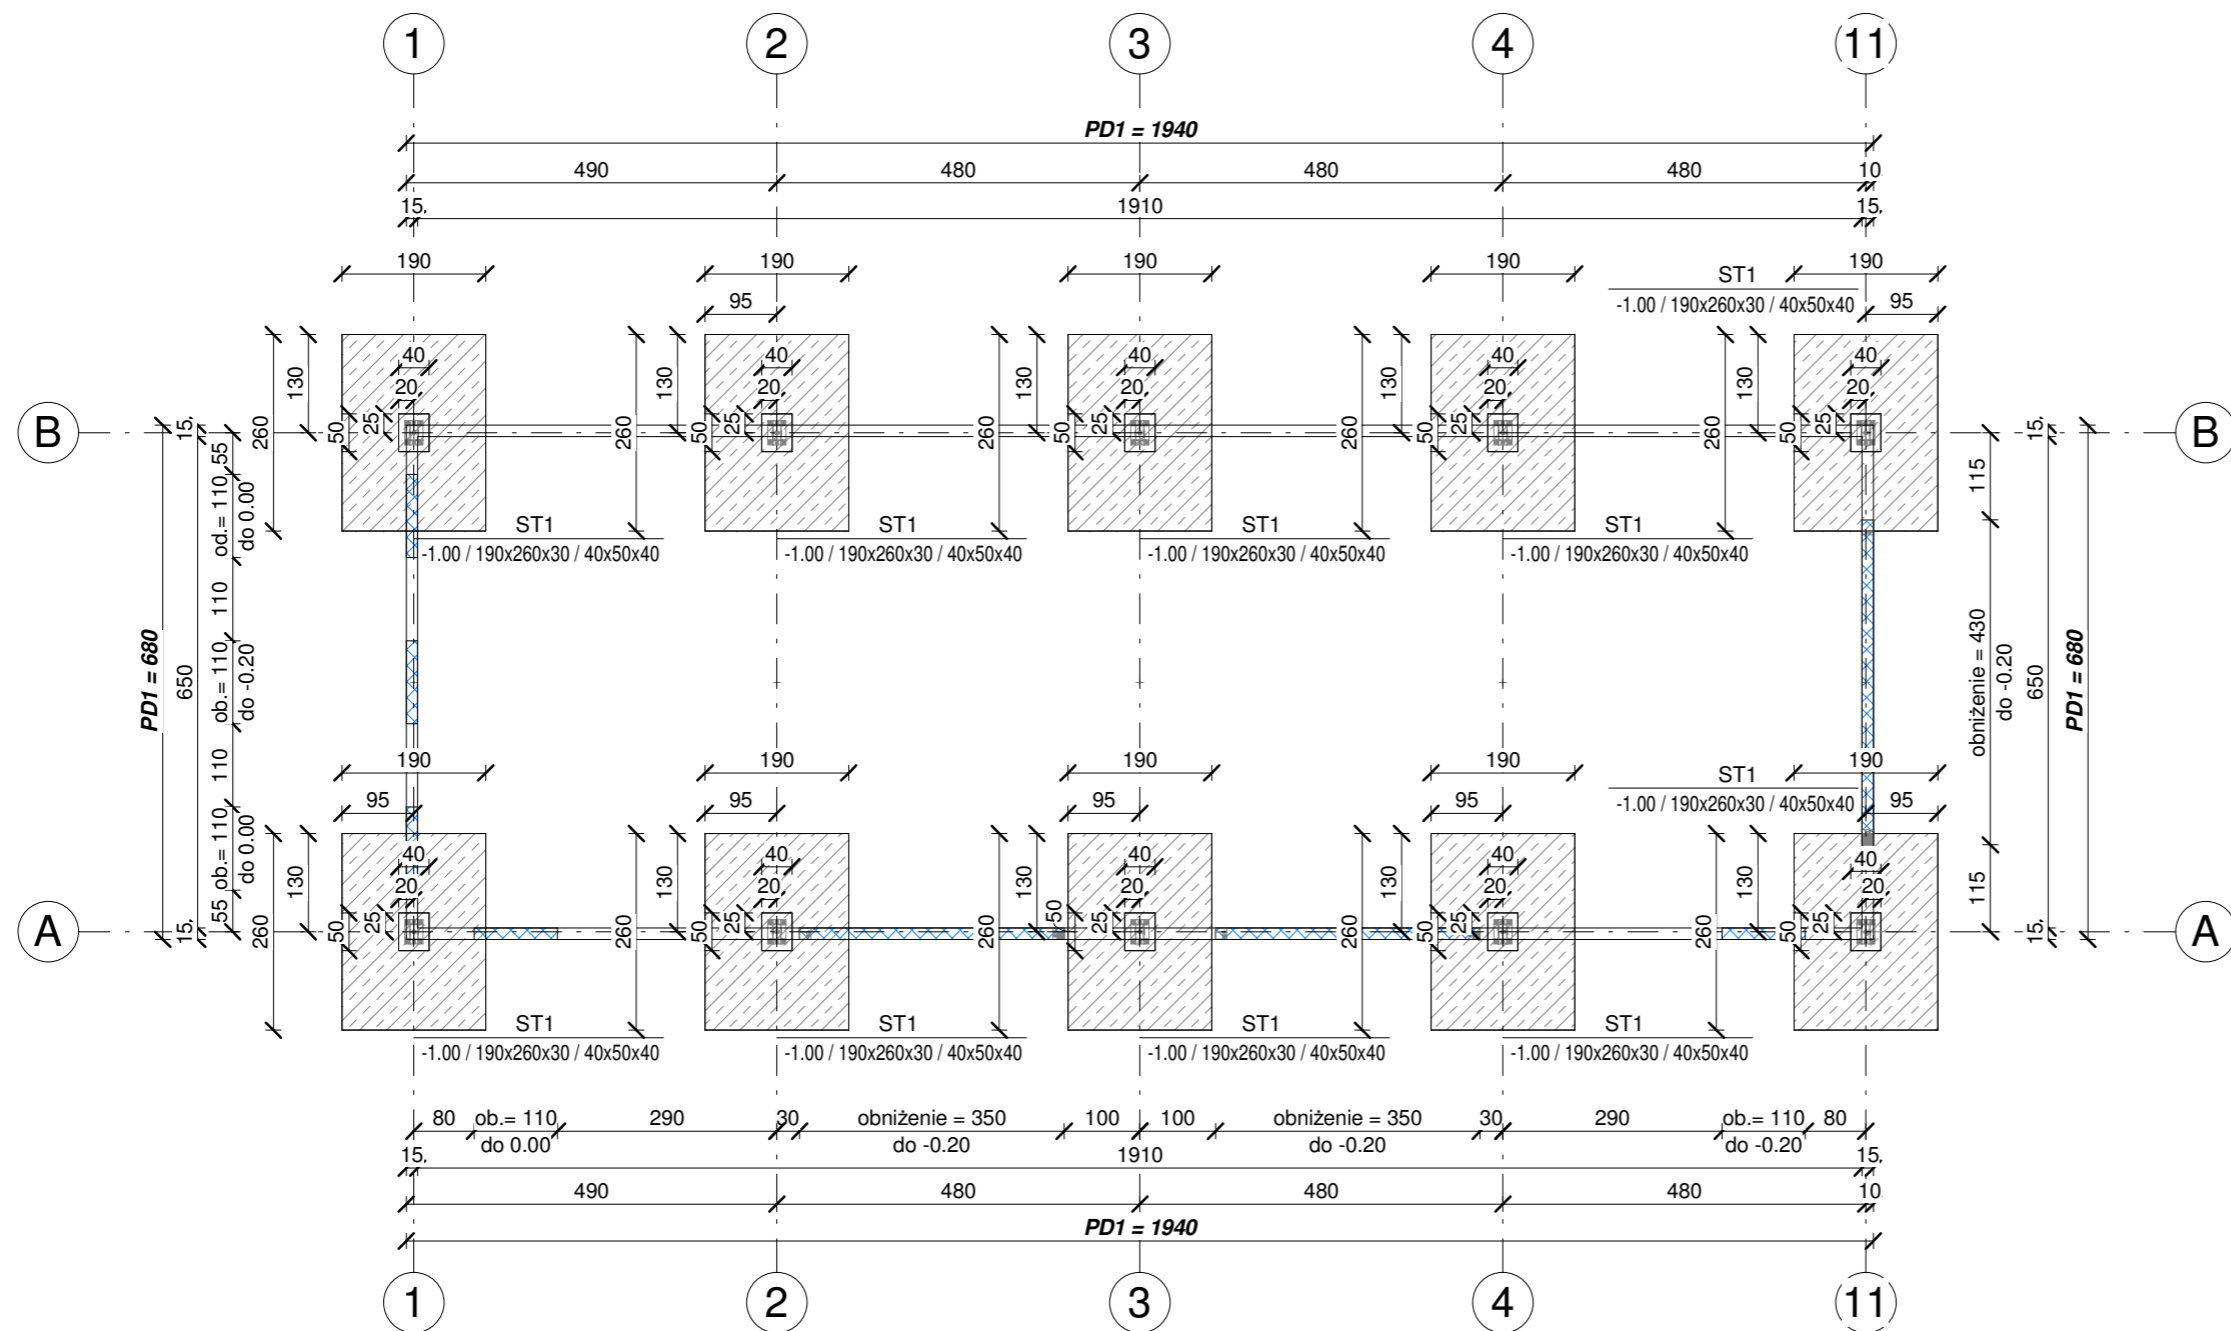 1 2 3 4 11
PD1 = 1940
490 480 480 480 10
15, 1910 15,
190 190 190 190 ST1 190
95 -1.00 / 190x260x30 / 40x50x40 95
40 40 40 40 40
130 130 130 130 130
20 20 20 20 20
B 15, 260 50 25 260 50 25 260 50 25 260 50 25 260 50 25 15, B
55 115
od.= 110 ST1 ST1 ST1 ST1
do 0.00 -1.00 / 190x260x30 / 40x50x40 -1.00 / 190x260x30 / 40x50x40 -1.00 / 190x260x30 / 40x50x40 -1.00 / 190x260x30 / 40x50x40
110
PD1 = 680 650 ob.= 110 obniżenie = 430 650 PD1 = 680
do -0.20 do -0.20
110
190 190 190 190 ST1 190
95 95 95 95 -1.00 / 190x260x30 / 40x50x40 95
ob.= 110
do 0.00
40 40 40 40 40
130 130 130 130 130 115
20 20 20 20 20
A 15, 55 260 50 25 260 50 25 260 50 25 260 50 25 260 50 25 15, A
ST1 ST1 ST1 ST1
-1.00 / 190x260x30 / 40x50x40 -1.00 / 190x260x30 / 40x50x40 -1.00 / 190x260x30 / 40x50x40 -1.00 / 190x260x30 / 40x50x40
80 ob.= 110 290 30 obniżenie = 350 100 100 obniżenie = 350 30 290 ob.= 110 80
do 0.00 do -0.20 do -0.20 do -0.20
15, 1910 15,
490 480 480 480 10
PD1 = 1940
1 2 3 4 11